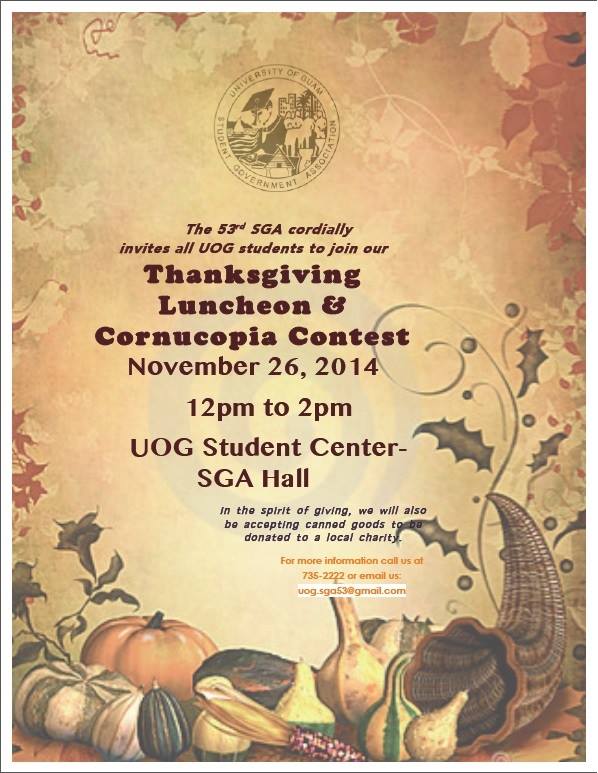 UNIVERSITY OF GUAM
STUDENT GOVERNMENT ASSOCIATION
The 53rd SGA cordially
invites all UOG students to join our
Thanksgiving
Luncheon &
Cornucopia Contest
November 26, 2014
12pm to 2pm
UOG Student Center-
SGA Hall
In the spirit of giving, we will also
be accepting canned goods to be
donated to a local charity.
For more information call us at
735-2222 or email us:
uog.sga53@gmail.com